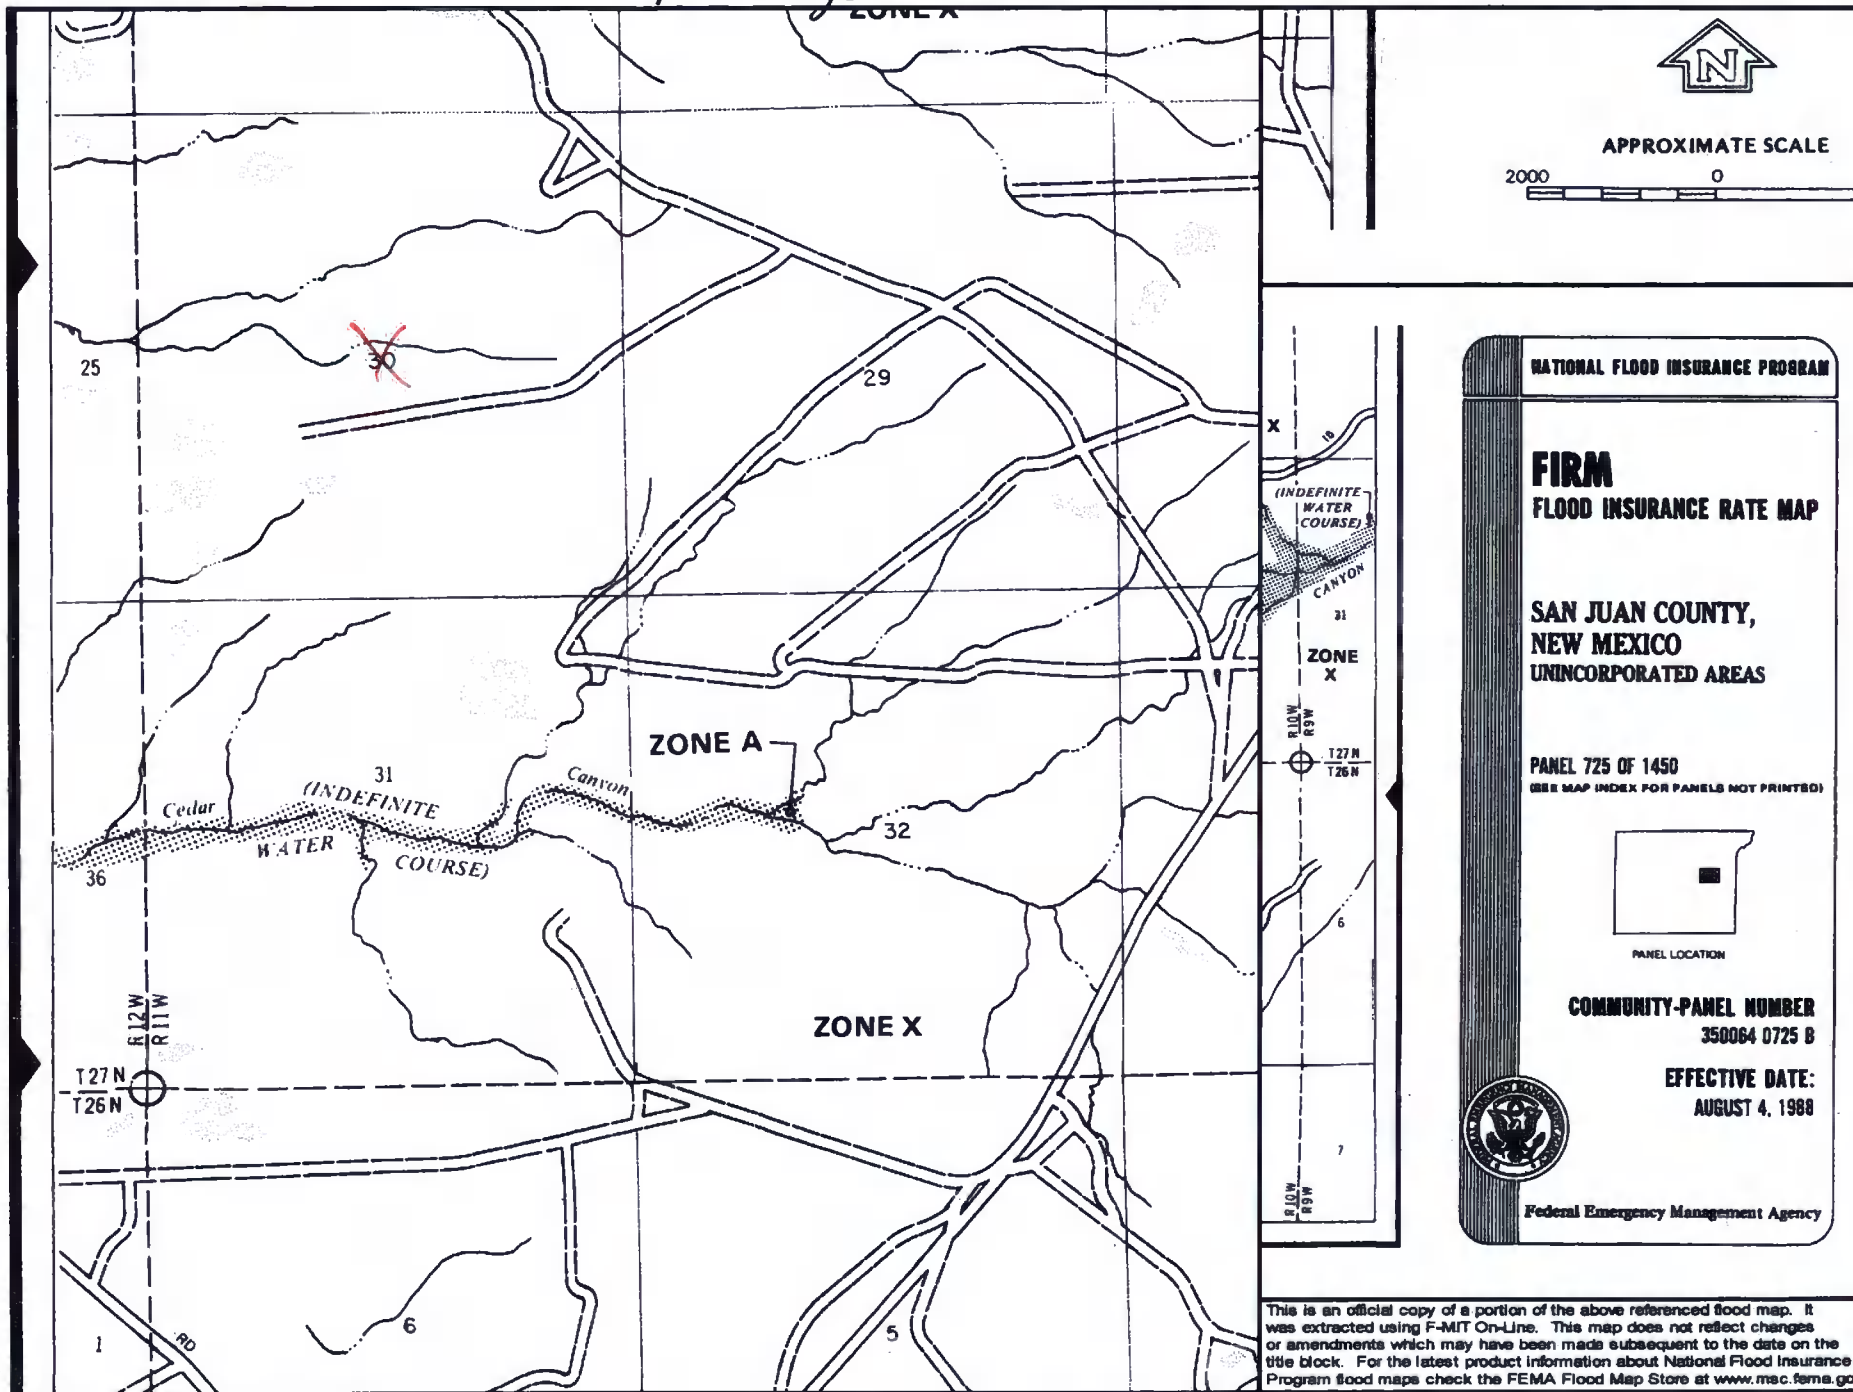 ZONE X
25
30
29
ZONE A
31
(INDEFINITE
Canyon
Cedar
WATER
COURSE)
32
36
R12W
R11W
ZONE X
T27N
T26N
1
RD
6
5
X
(INDEFINITE
WATER
COURSE)
CANYON
31
ZONE
X
R10W
R9W
T27N
T26N
6
7
R10W
R9W
N
APPROXIMATE SCALE
2000 0
NATIONAL FLOOD INSURANCE PROGRAM
FIRM
FLOOD INSURANCE RATE MAP
SAN JUAN COUNTY,
NEW MEXICO
UNINCORPORATED AREAS
PANEL 725 OF 1450
(SEE MAP INDEX FOR PANELS NOT PRINTED)
PANEL LOCATION
COMMUNITY-PANEL NUMBER
350064 0725 B
EFFECTIVE DATE:
AUGUST 4, 1988
Federal Emergency Management Agency
This is an official copy of a portion of the above referenced flood map. It
was extracted using F-MIT On-Line. This map does not reflect changes
or amendments which may have been made subsequent to the date on the
title block. For the latest product information about National Flood Insurance
Program flood maps check the FEMA Flood Map Store at www.msc.fema.go